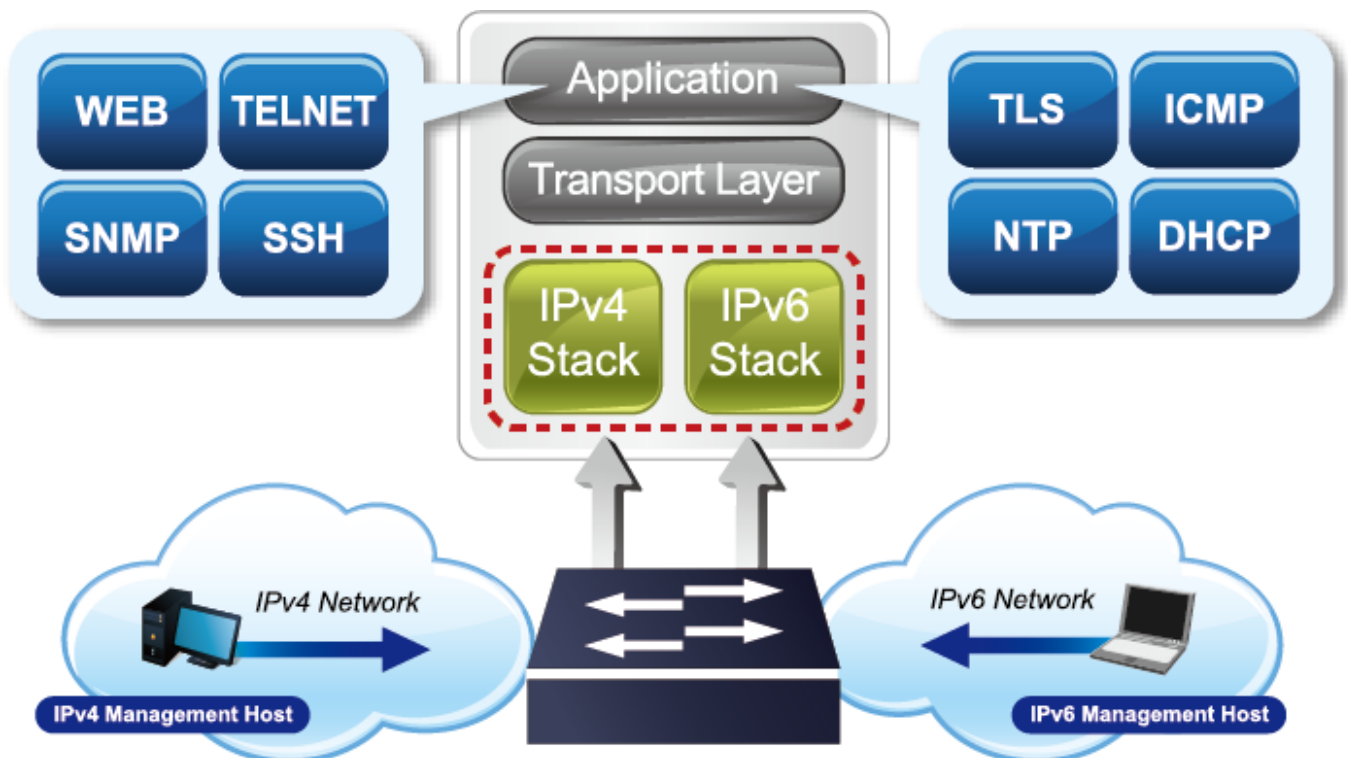 WEB
TELNET
SNMP
SSH
Application
Transport Layer
IPv4
Stack
IPv6
Stack
TLS
ICMP
NTP
DHCP
IPv4 Network
IPv4 Management Host
IPv6 Network
IPv6 Management Host